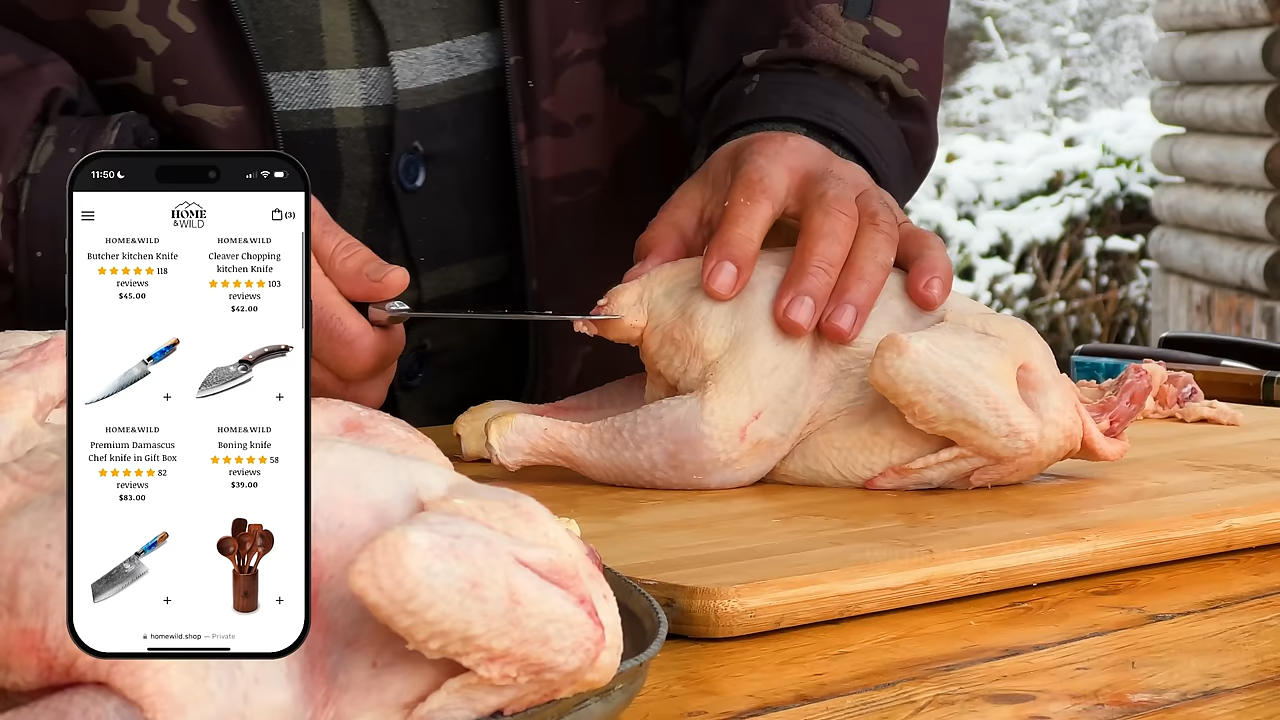 11:50
HOME
&WILD
(3)
HOME&WILD
Butcher kitchen Knife
118
reviews
$45.00
HOME&WILD
Cleaver Chopping
kitchen Knife
103
reviews
$42.00
HOME&WILD
Premium Damascus
Chef knife in Gift Box
82
reviews
$83.00
HOME&WILD
Boning knife
58
reviews
$39.00
homewild.shop — Private